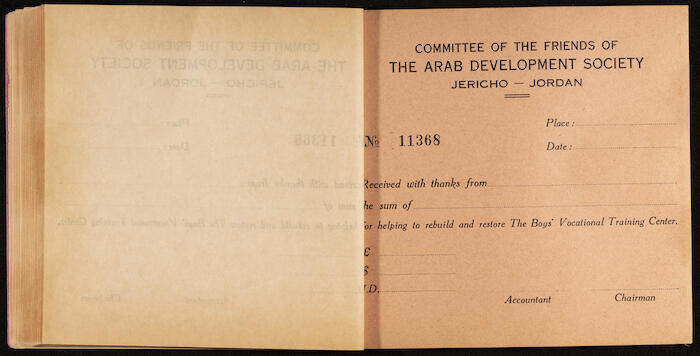 COMMITTEE OF THE FRIENDS OF
THE ARAB DEVELOPMENT SOCIETY
JERICHO — JORDAN
Place:
№ 11368
Date:
Received with thanks from
the sum of
for helping to rebuild and restore The Boys' Vocational Training Center.
£
$
J.D.
Accountant Chairman